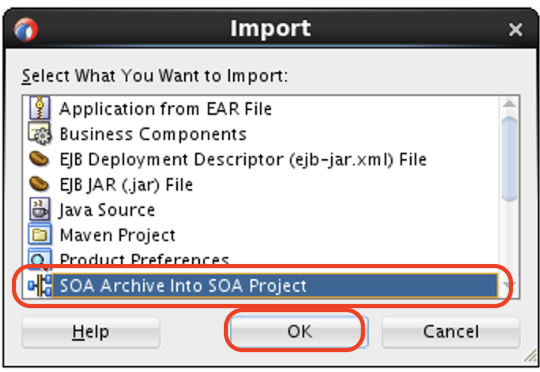 Import
Select What You Want to Import:
Application from EAR File
Business Components
EJB Deployment Descriptor (ejb-jar.xml) File
EJB JAR (.jar) File
Java Source
Maven Project
Product Preferences
SOA Archive Into SOA Project
Help OK Cancel